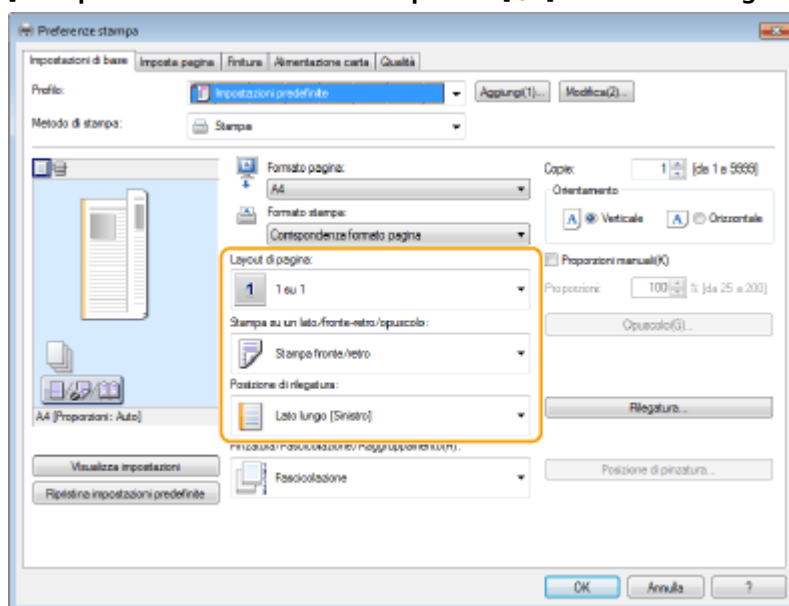 Preferenze stampa
Impostazioni di base Imposta pagina Finitura Alimentazione carta Qualità
Profilo: Impostazioni predefinite Aggiungi(1)... Modifica(2)...
Metodo di stampa: Stampa
Formato pagina: Copie: 1 [da 1 a 9999]
A4 Orientamento
Formato stampa: A Verticale A Orizzontale
Corrispondenza formato pagina
Layout di pagina: Proporzioni manuali(K)
1 1 su 1 Proporzioni: 100 % [da 25 a 200]
Stampa su un lato/fronte-retro/opuscolo: Opuscolo(G)...
Stampa fronte/retro
Posizione di rilegatura:
A4 [Proporzioni: Auto] Lato lungo [Sinistro] Rilegatura...
Pinzatura/Fascicolazione/Raggruppamento(R):
Visualizza impostazioni Fascicolazione Posizione di pinzatura...
Ripristina impostazioni predefinite
OK Annulla ?